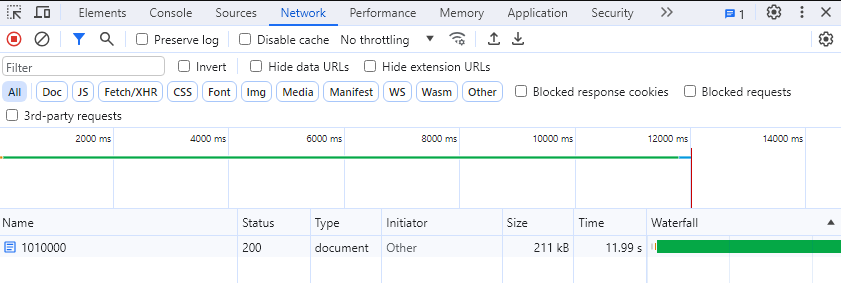 Elements Console Sources Network Performance Memory Application Security 1
Preserve log Disable cache No throttling
Filter Invert Hide data URLs Hide extension URLs
All Doc JS Fetch/XHR CSS Font Img Media Manifest WS Wasm Other Blocked response cookies Blocked requests
3rd-party requests
2000 ms 4000 ms 6000 ms 8000 ms 10000 ms 12000 ms 14000 ms
Name Status Type Initiator Size Time Waterfall
1010000 200 document Other 211 kB 11.99 s